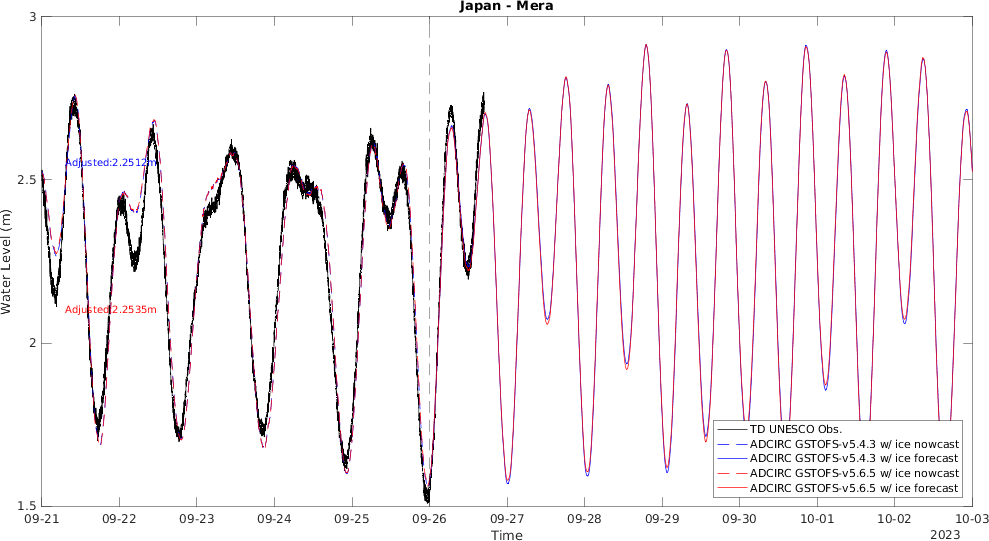 Japan - Mera
3
2.5
2
1.5
Water Level (m)
Adjusted:2.2512m
Adjusted:2.2535m
TD UNESCO Obs.
ADCIRC GSTOFS-v5.4.3 w/ ice nowcast
ADCIRC GSTOFS-v5.4.3 w/ ice forecast
ADCIRC GSTOFS-v5.6.5 w/ ice nowcast
ADCIRC GSTOFS-v5.6.5 w/ ice forecast
09-21 09-22 09-23 09-24 09-25 09-26 09-27 09-28 09-29 09-30 10-01 10-02 10-03
Time
2023